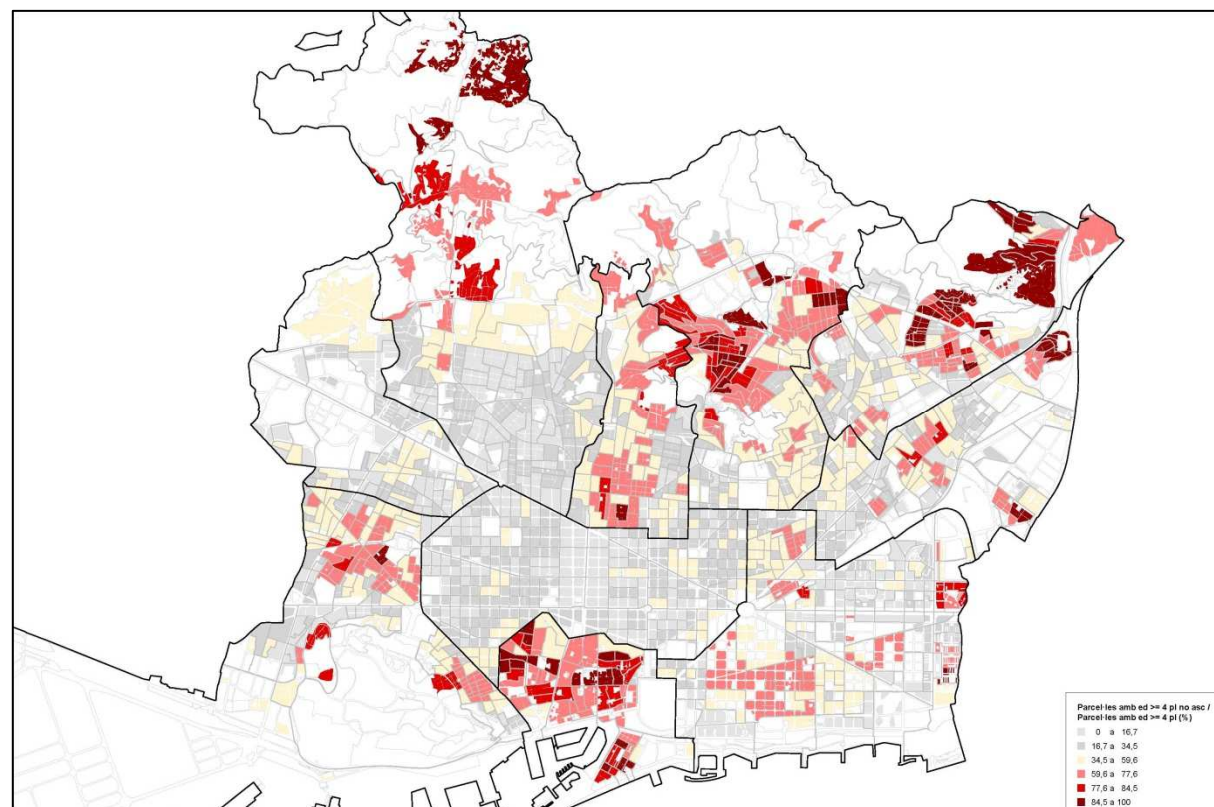 Parcel·les amb ed >= 4 pl no asc /
Parcel·les amb ed >= 4 pl (%)
0 a 16,7
16,7 a 34,5
34,5 a 59,6
59,6 a 77,6
77,6 a 84,5
84,5 a 100